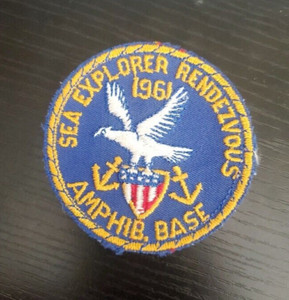 SEA EXPLORER RENDEZVOUS
1961
AMPHIB. BASE